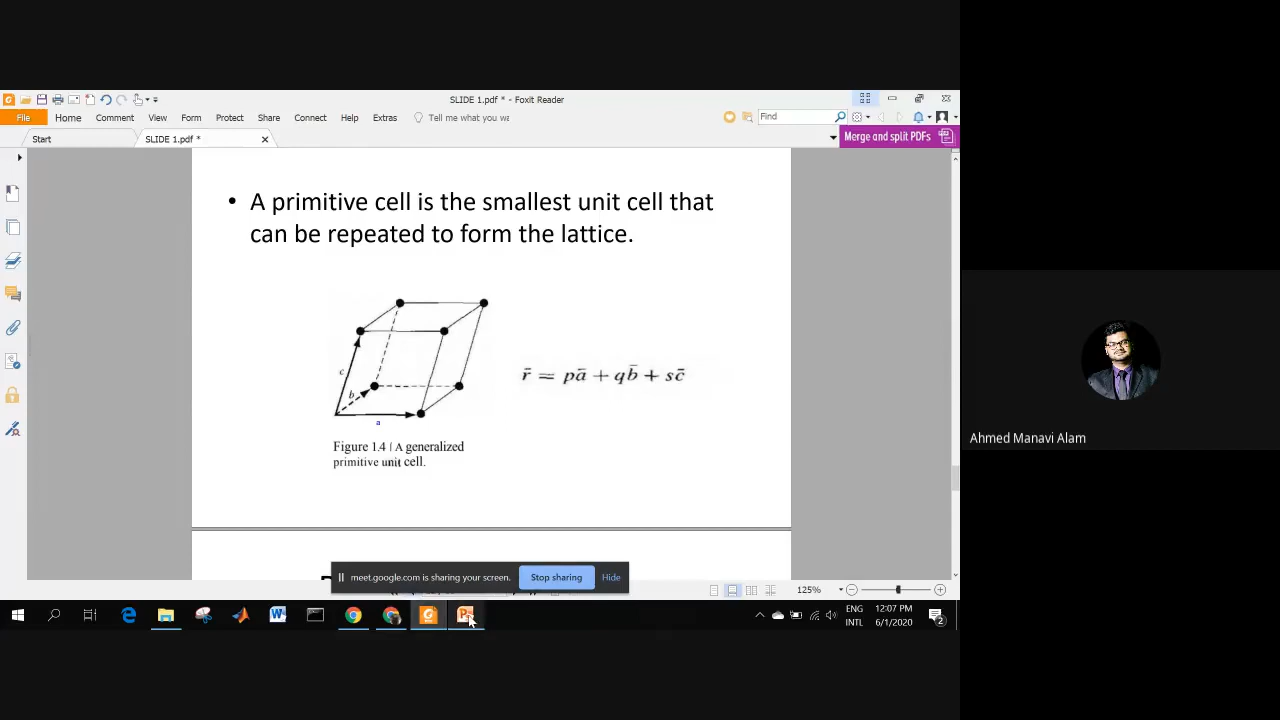 SLIDE 1.pdf * - Foxit Reader
File Home Comment View Form Protect Share Connect Help Extras Tell me what you wa Find
Start SLIDE 1.pdf * Merge and split PDFs
• A primitive cell is the smallest unit cell that
can be repeated to form the lattice.
c
b
a
r̄ = pā + qb̄ + sc̄
Figure 1.4 | A generalized
primitive unit cell.
Ahmed Manavi Alam
meet.google.com is sharing your screen. Stop sharing Hide
125%
ENG 12:07 PM
INTL 6/1/2020 2